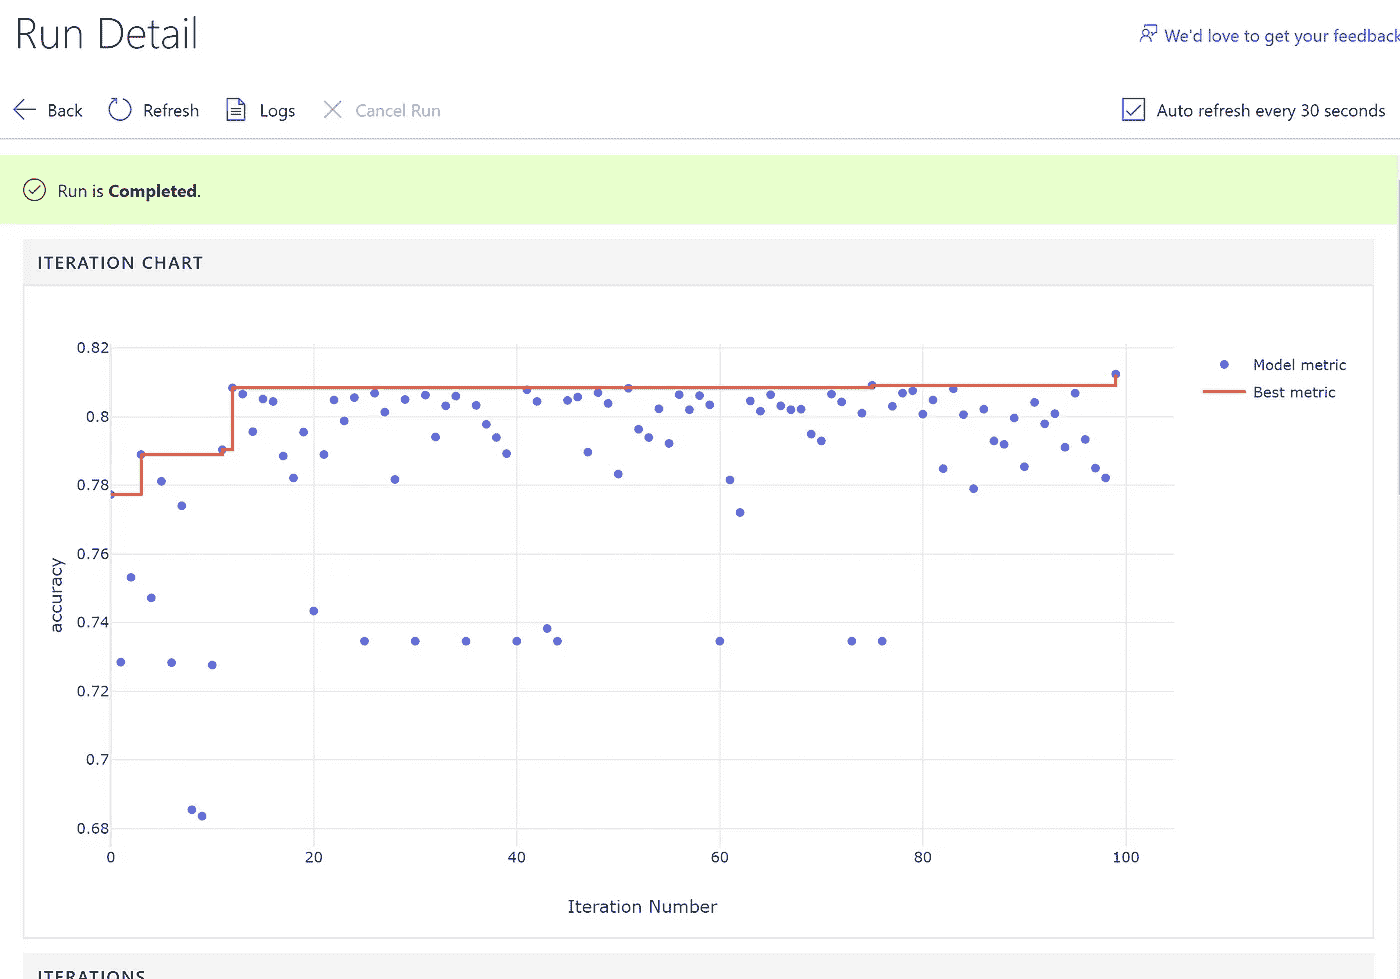 Run Detail
We'd love to get your feedback
Back Refresh Logs Cancel Run Auto refresh every 30 seconds
Run is Completed.
ITERATION CHART
0.82
0.8
0.78
0.76
0.74
0.72
0.7
0.68
accuracy
0 20 40 60 80 100
Iteration Number
Model metric
Best metric
ITERATIONS